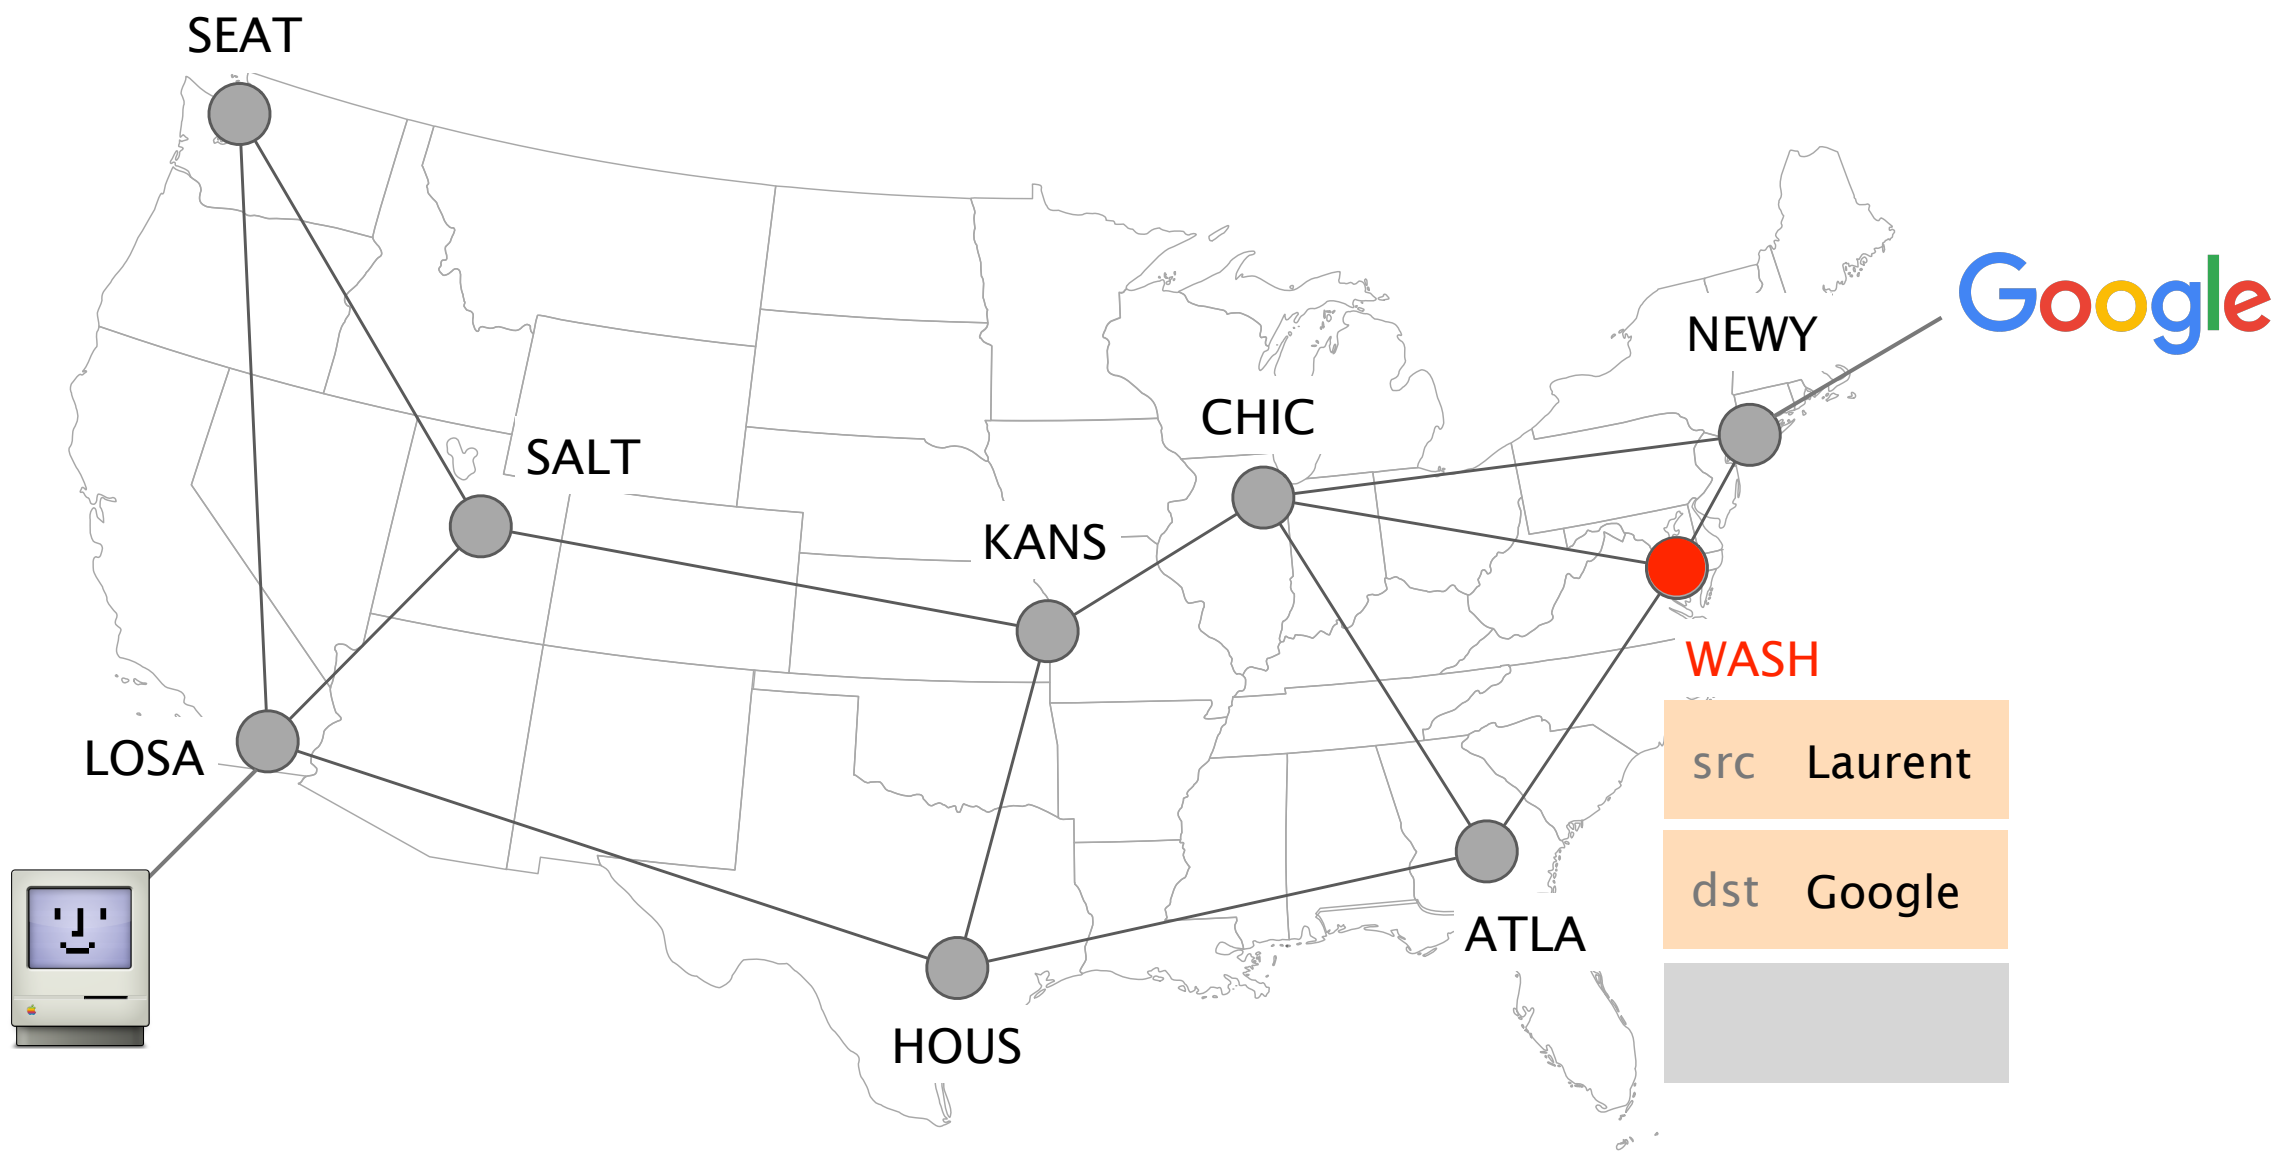 SEAT
Google
NEWY
CHIC
SALT
KANS
WASH
LOSA
src Laurent
dst Google
ATLA
HOUS